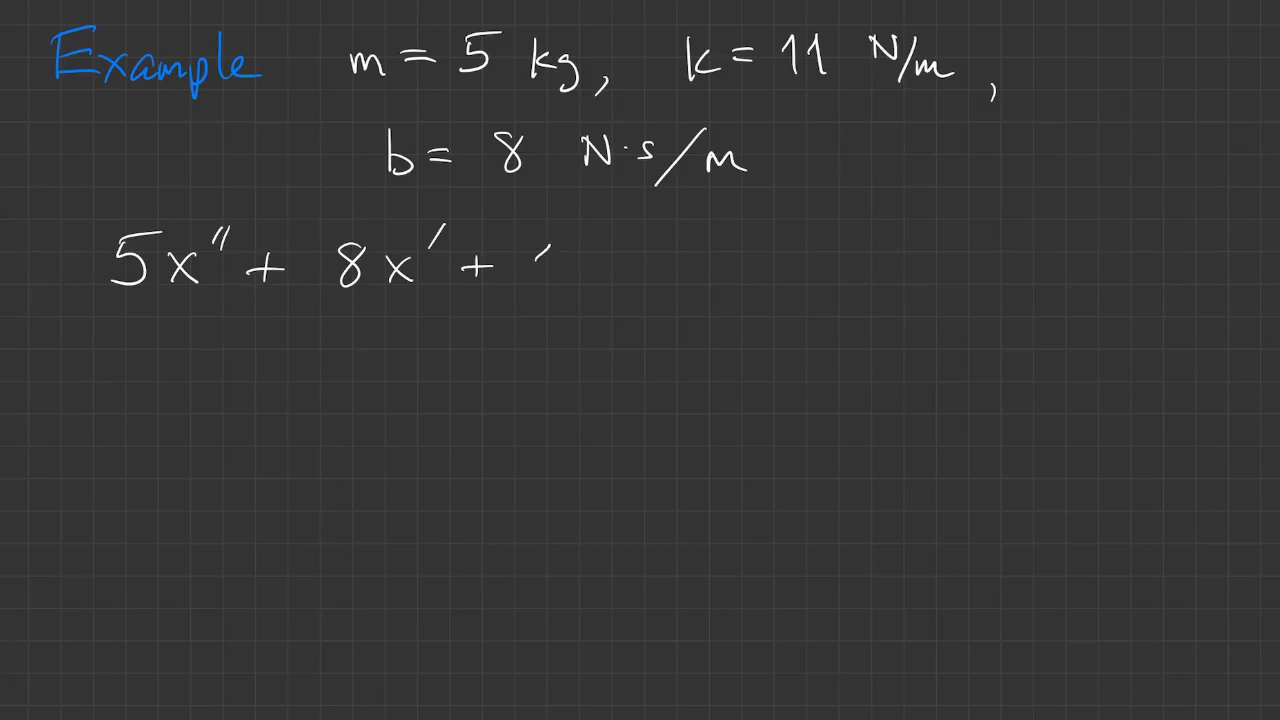 Example m = 5 kg, k = 11 N/m,
b = 8 N·s/m
5x'' + 8x' +